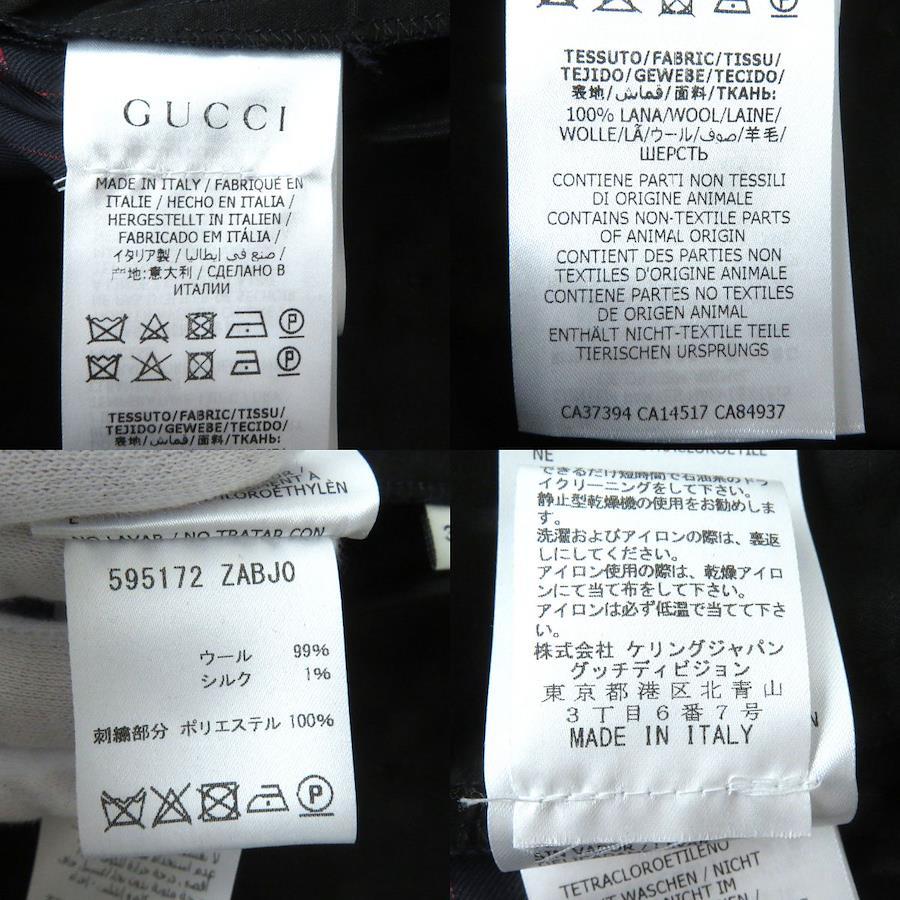 GUCCI
MADE IN ITALY / FABRIQUÉ EN
ITALIE / HECHO EN ITALIA /
HERGESTELLT IN ITALIEN /
FABRICADO EM ITÁLIA /
イタリア製 / صنع في إيطاليا /
产地:意大利 / СДЕЛАНО В
ИТАЛИИ
TESSUTO/FABRIC/TISSU/
TEJIDO/GEWEBE/TECIDO/
表地/قماش/面料/ТКАНЬ:
TESSUTO/FABRIC/TISSU/
TEJIDO/GEWEBE/TECIDO/
表地/قماش/面料/ТКАНЬ:
100% LANA/WOOL/LAINE/
WOLLE/LÃ/ウール/صوف/羊毛/
ШЕРСТЬ
CONTIENE PARTI NON TESSILI
DI ORIGINE ANIMALE
CONTAINS NON-TEXTILE PARTS
OF ANIMAL ORIGIN
CONTIENT DES PARTIES NON
TEXTILES D'ORIGINE ANIMALE
CONTIENE PARTES NO TEXTILES
DE ORIGEN ANIMAL
ENTHÄLT NICHT-TEXTILE TEILE
TIERISCHEN URSPRUNGS
CA37394 CA14517 CA84937
NO LAVAR / NO TRATAR CON
595172 ZABJ0
ウール 99%
シルク 1%
刺繍部分 ポリエステル 100%
P
NE
できるだけ短時間で石油系のドラ
イクリーニングをして下さい。
静止型乾燥機の使用をお勧めしま
す。
洗濯およびアイロンの際は、裏返
しにしてください。
アイロン使用の際は、乾燥アイロ
ンにて当て布をして下さい。
アイロンは必ず低温で当てて下さ
い。
株式会社 ケリングジャパン
グッチディビジョン
東京都港区北青山
3丁目6番7号
MADE IN ITALY
TETRACLOROETILENO
WASCHEN / NICHT